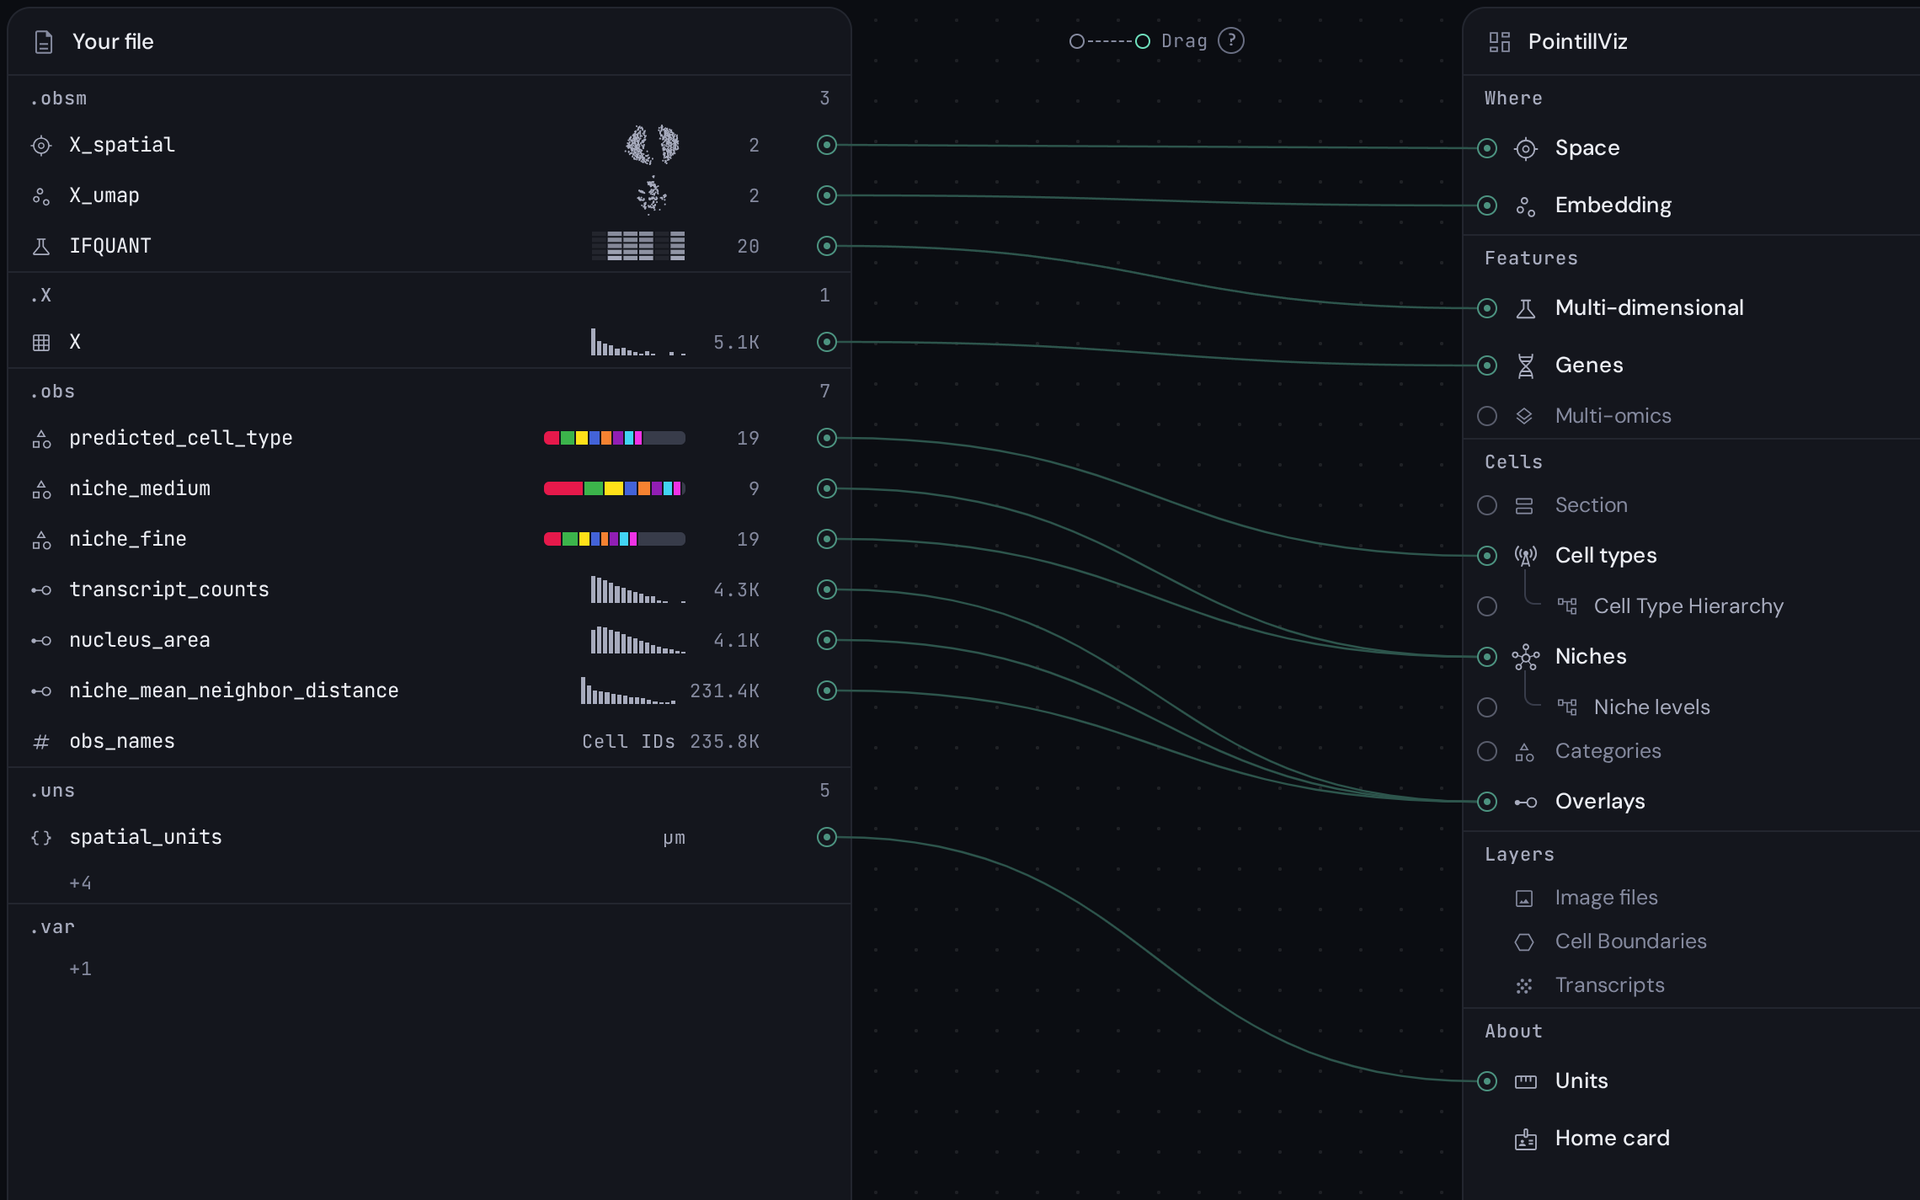 Your file
.obsm 3
X_spatial 2
X_umap 2
IFQUANT 20
.X 1
X 5.1K
.obs 7
predicted_cell_type 19
niche_medium 9
niche_fine 19
transcript_counts 4.3K
nucleus_area 4.1K
niche_mean_neighbor_distance 231.4K
obs_names Cell IDs 235.8K
.uns 5
spatial_units µm
+4
.var
+1
Drag ?
PointillViz
Where
Space
Embedding
Features
Multi-dimensional
Genes
Multi-omics
Cells
Section
Cell types
Cell Type Hierarchy
Niches
Niche levels
Categories
Overlays
Layers
Image files
Cell Boundaries
Transcripts
About
Units
Home card